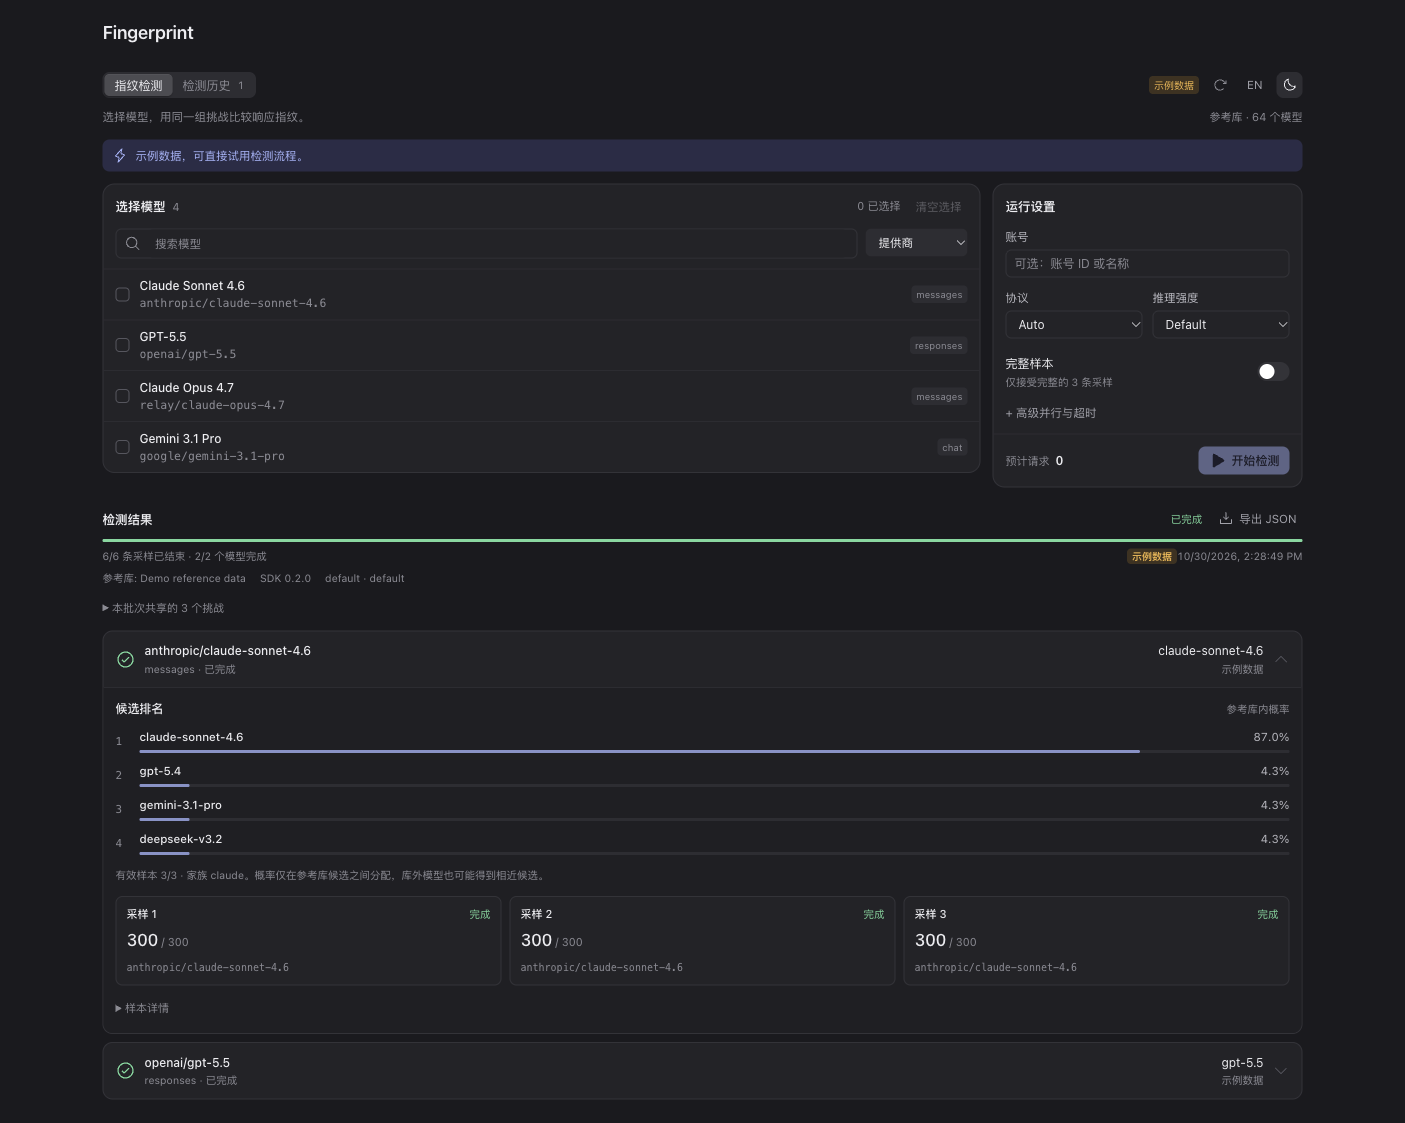 Fingerprint
指纹检测 检测历史 1
示例数据 EN
选择模型，用同一组挑战比较响应指纹。
参考库 · 64 个模型
示例数据，可直接试用检测流程。
选择模型 4
0 已选择 清空选择
搜索模型
提供商
Claude Sonnet 4.6
anthropic/claude-sonnet-4.6
messages
GPT-5.5
openai/gpt-5.5
responses
Claude Opus 4.7
relay/claude-opus-4.7
messages
Gemini 3.1 Pro
google/gemini-3.1-pro
chat
运行设置
账号
可选：账号 ID 或名称
协议 推理强度
Auto Default
完整样本
仅接受完整的 3 条采样
+ 高级并行与超时
预计请求 0
开始检测
检测结果
已完成 导出 JSON
6/6 条采样已结束 · 2/2 个模型完成
示例数据 10/30/2026, 2:28:49 PM
参考库: Demo reference data SDK 0.2.0 default · default
本批次共享的 3 个挑战
anthropic/claude-sonnet-4.6
messages · 已完成
claude-sonnet-4.6
示例数据
候选排名
参考库内概率
1 claude-sonnet-4.6 87.0%
2 gpt-5.4 4.3%
3 gemini-3.1-pro 4.3%
4 deepseek-v3.2 4.3%
有效样本 3/3 · 家族 claude。概率仅在参考库候选之间分配，库外模型也可能得到相近候选。
采样 1 完成
300 / 300
anthropic/claude-sonnet-4.6
采样 2 完成
300 / 300
anthropic/claude-sonnet-4.6
采样 3 完成
300 / 300
anthropic/claude-sonnet-4.6
样本详情
openai/gpt-5.5
responses · 已完成
gpt-5.5
示例数据